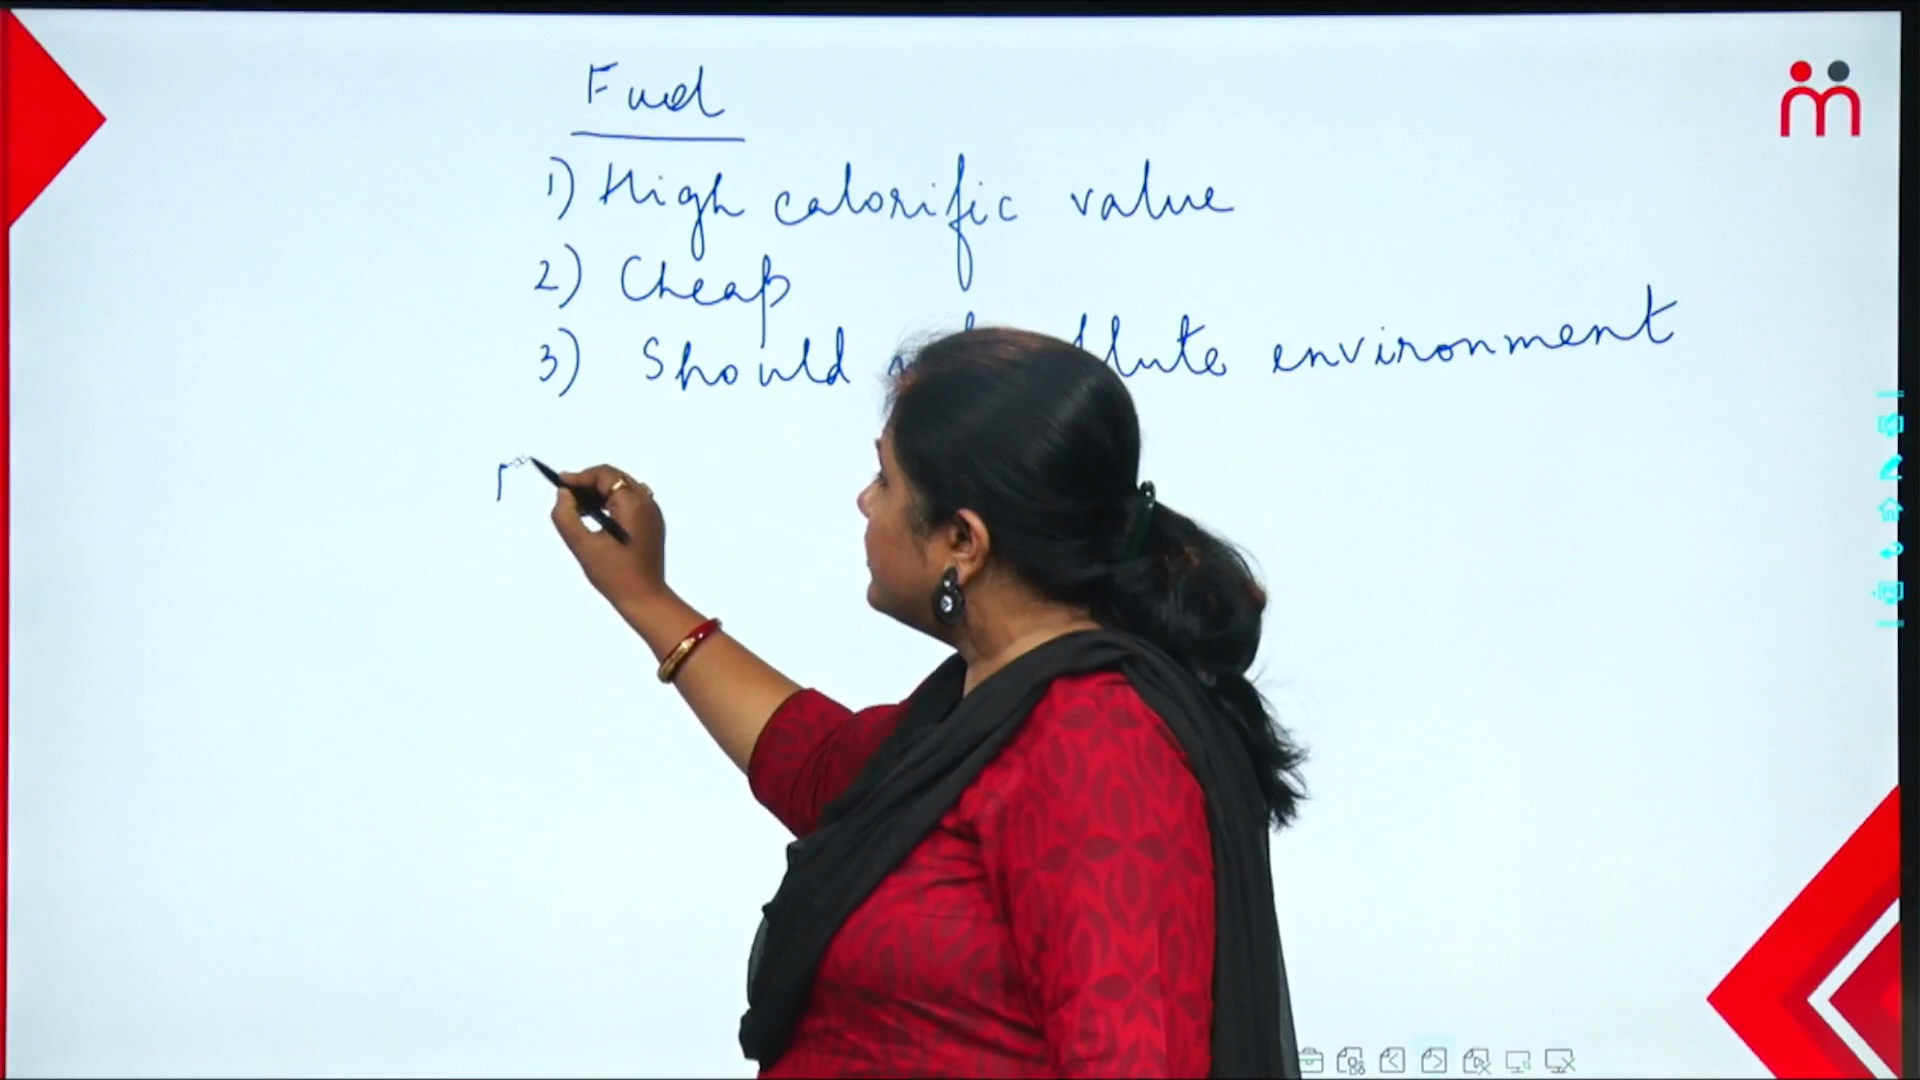 Fuel
1) High calorific value
2) Cheap
3) Should environment